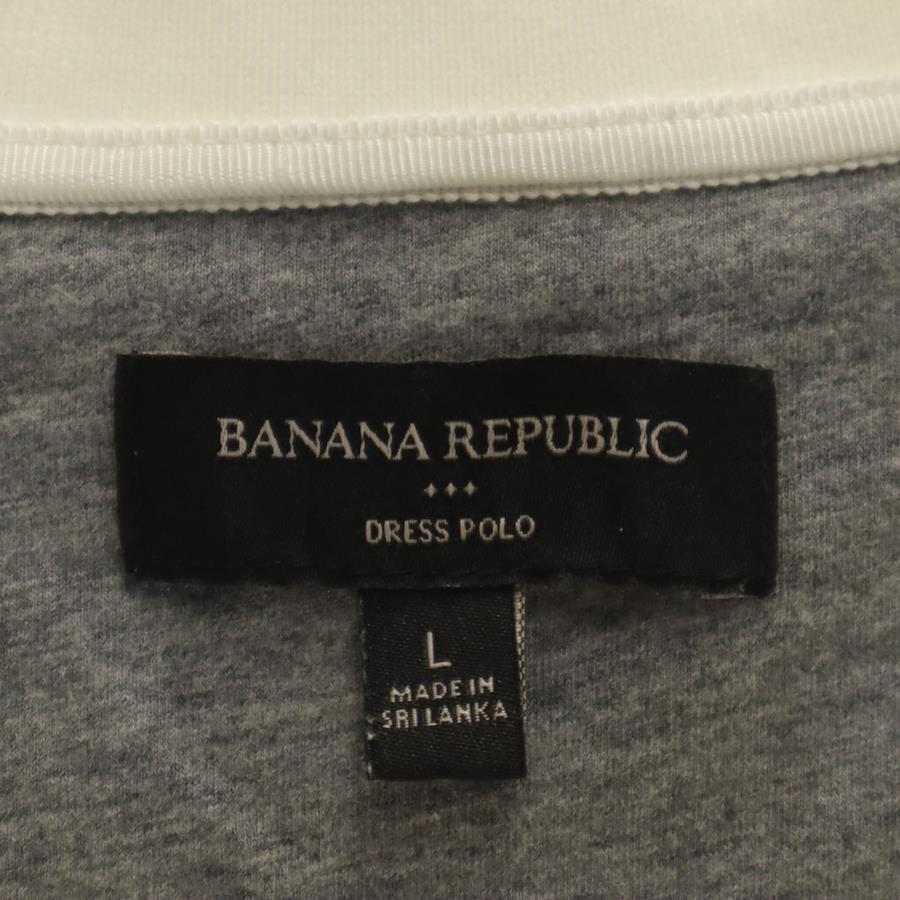 BANANA REPUBLIC
DRESS POLO
L
MADE IN
SRI LANKA